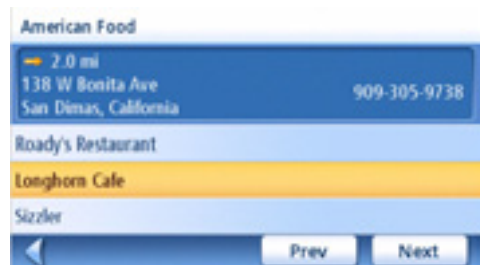 American Food
2.0 mi
138 W Bonita Ave
909-305-9738
San Dimas, California
Roady's Restaurant
Longhorn Cafe
Sizzler
Prev Next